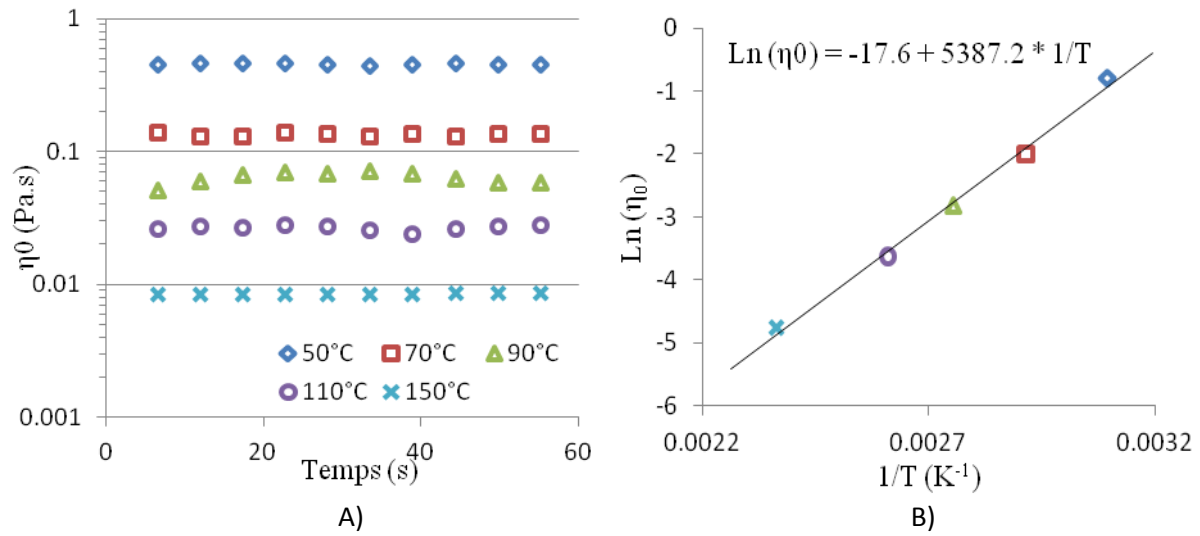 1
0.1
0.01
0.001
η0 (Pa.s)
50°C 70°C 90°C
110°C 150°C
0 20 40 60
Temps (s)
A)
Ln (η0) = -17.6 + 5387.2 * 1/T
0
-1
-2
-3
-4
-5
-6
Ln (η₀)
0.0022 0.0027 0.0032
1/T (K⁻¹)
B)